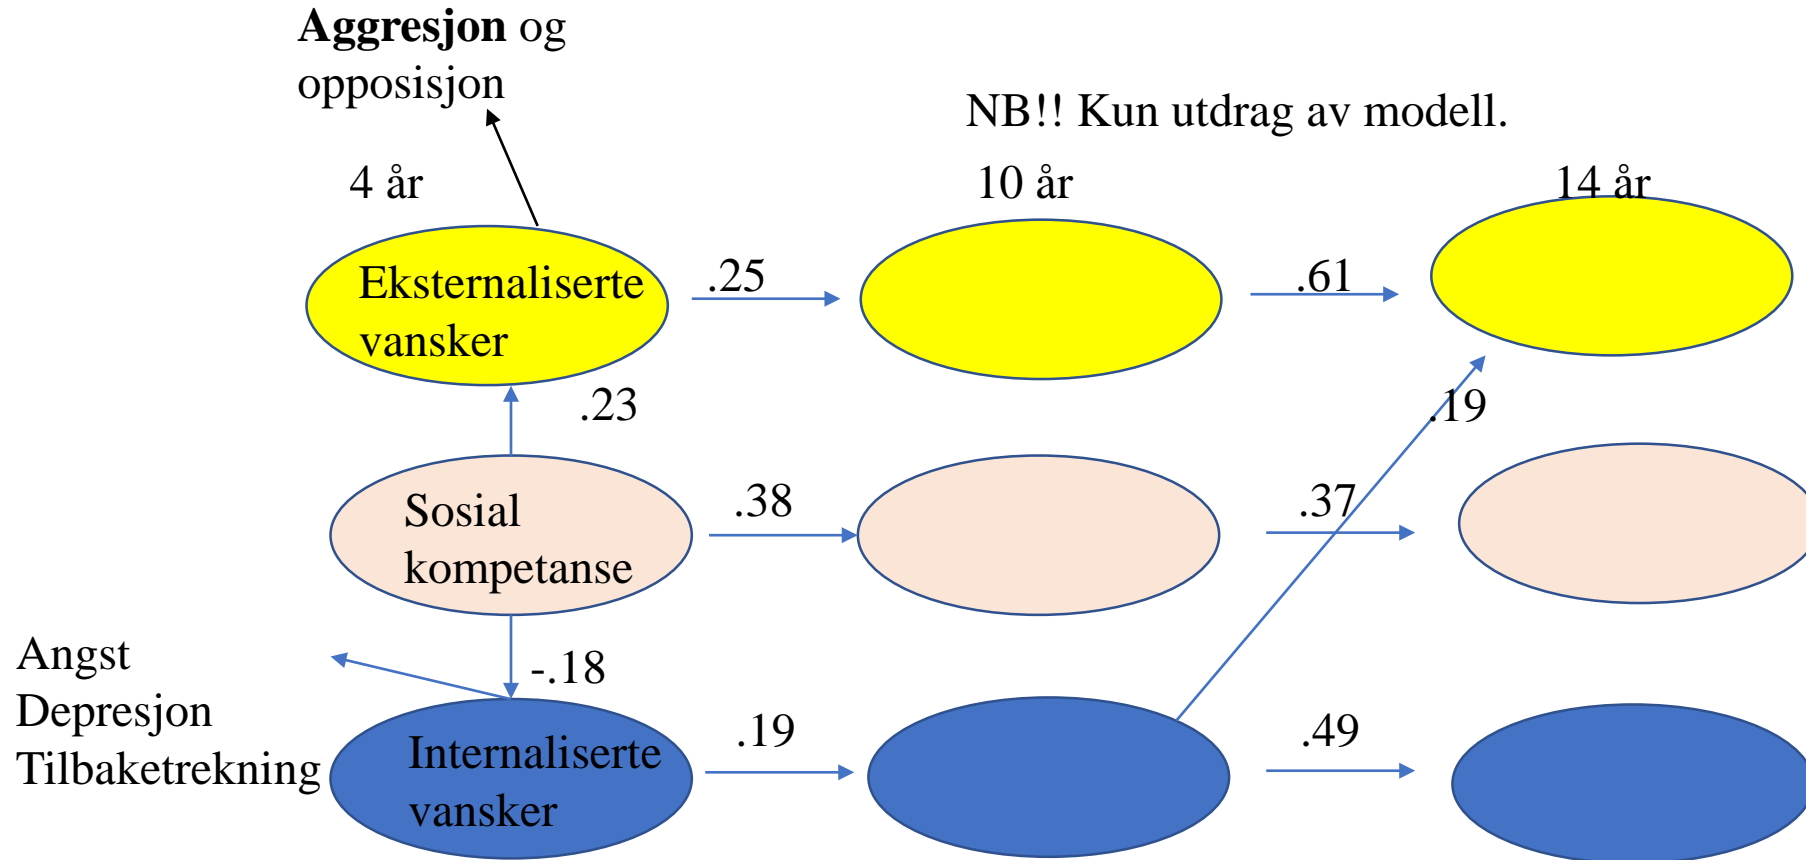 Aggresjon og
opposisjon
NB!! Kun utdrag av modell.
4 år
10 år
14 år
Eksternaliserte
vansker
.25
.61
.23
.19
Sosial
kompetanse
.38
.37
-.18
Angst
Depresjon
Tilbaketrekning
Internaliserte
vansker
.19
.49